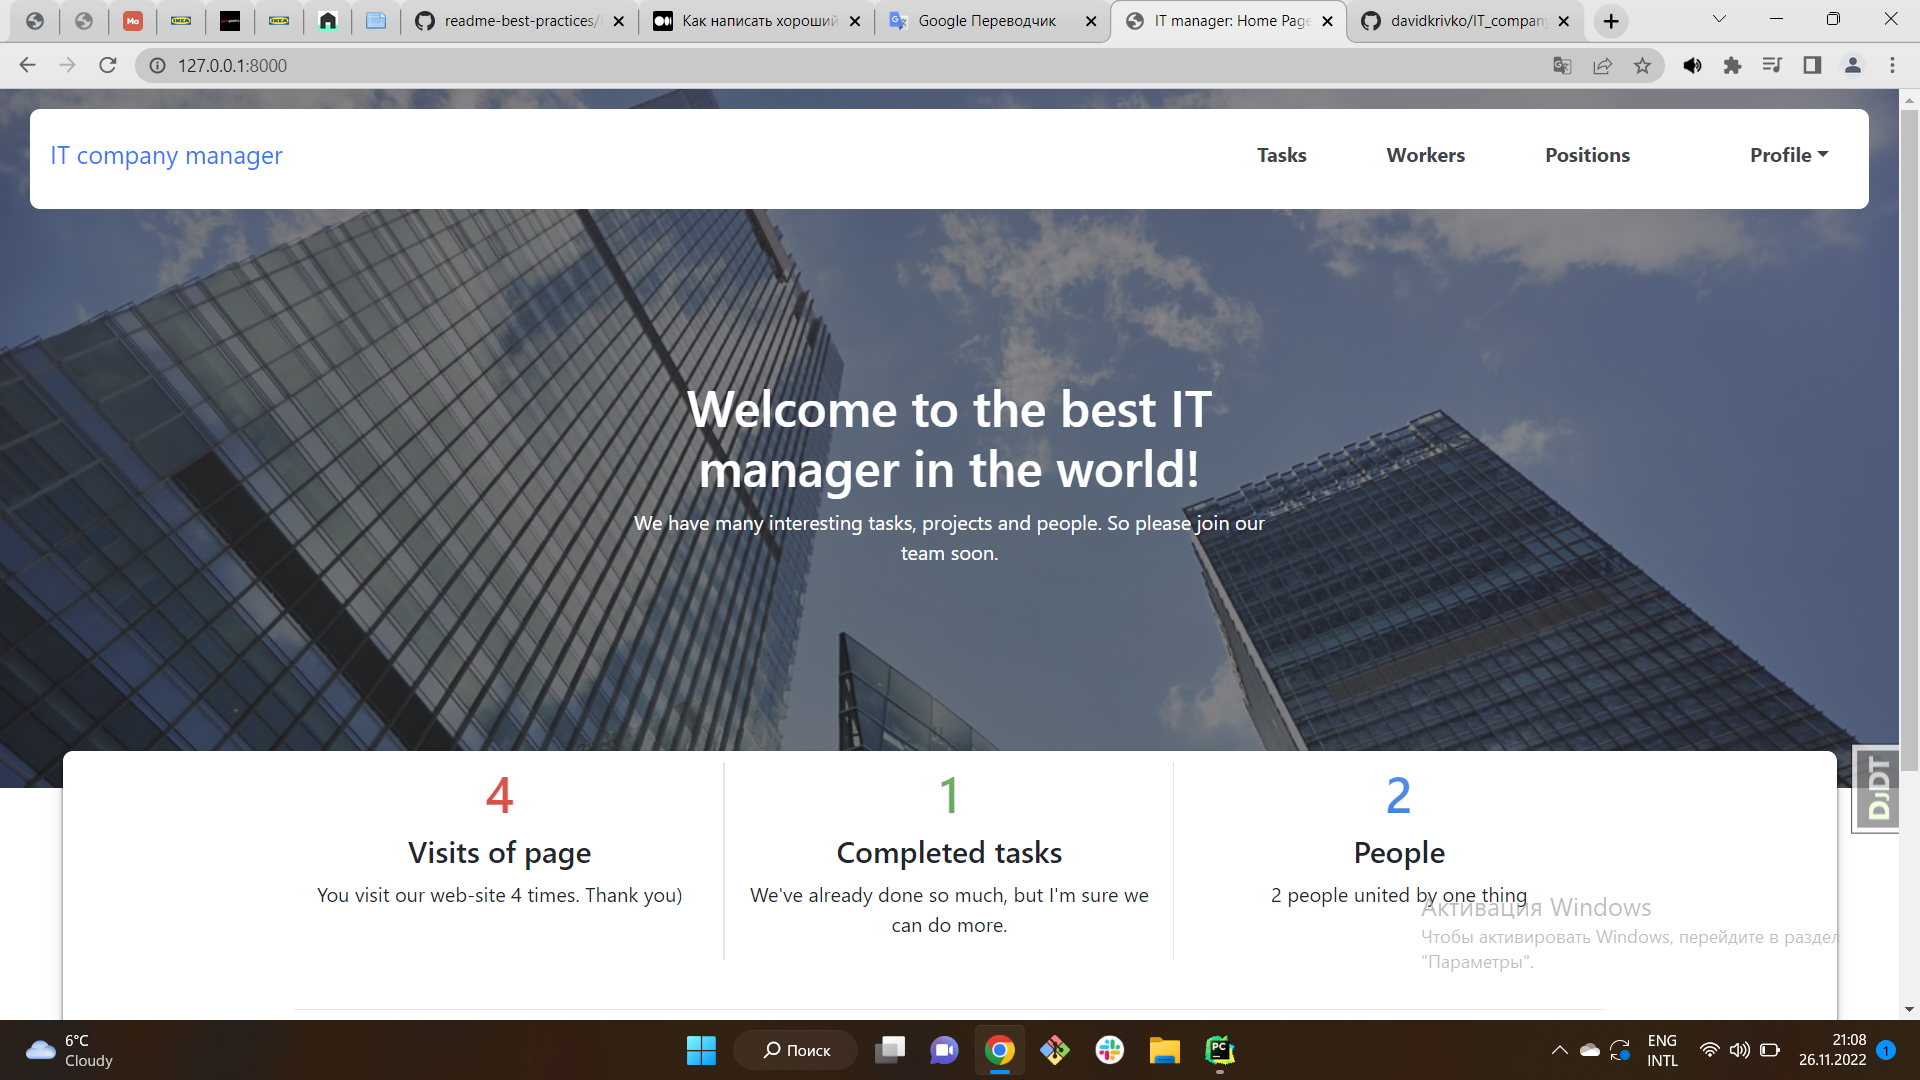 Ma
IKEA
IKEA
readme-best-practices/
Как написать хороший
Google Переводчик
IT manager: Home Page
davidkrivko/IT_company
127.0.0.1:8000
IT company manager
Tasks
Workers
Positions
Profile
Welcome to the best IT
manager in the world!
We have many interesting tasks, projects and people. So please join our
team soon.
4
Visits of page
You visit our web-site 4 times. Thank you)
1
Completed tasks
We've already done so much, but I'm sure we
can do more.
2
People
2 people united by one thing
DJDT
Активация Windows
Чтобы активировать Windows, перейдите в раздел
"Параметры".
6°C
Cloudy
Поиск
PC
ENG
INTL
21:08
26.11.2022
1